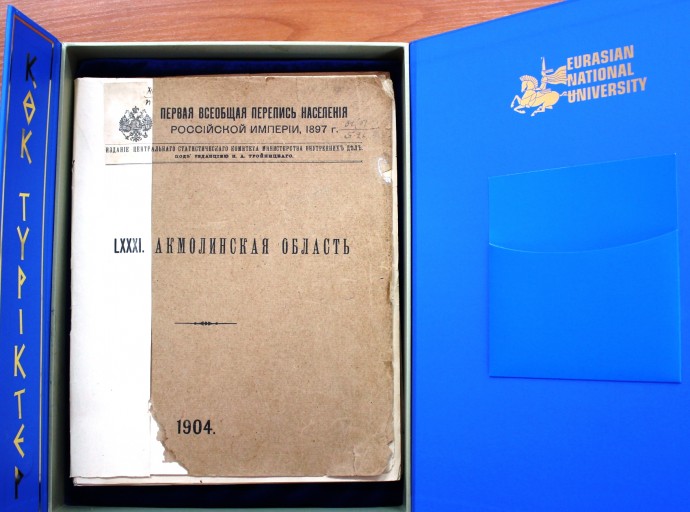 КӨК ТҮРІКТЕР
ПЕРВАЯ ВСЕОБЩАЯ ПЕРЕПИСЬ НАСЕЛЕНІЯ
РОССІЙСКОЙ ИМПЕРІИ, 1897 г.
ИЗДАНІЕ ЦЕНТРАЛЬНАГО СТАТИСТИЧЕСКАГО КОМИТЕТА МИНИСТЕРСТВА ВНУТРЕННИХЪ ДѢЛЪ
ПОДЪ РЕДАКЦІЕЮ Н. А. ТРОЙНИЦКАГО.
LXXXI. АКМОЛИНСКАЯ ОБЛАСТЬ
1904.
EURASIAN
NATIONAL
UNIVERSITY